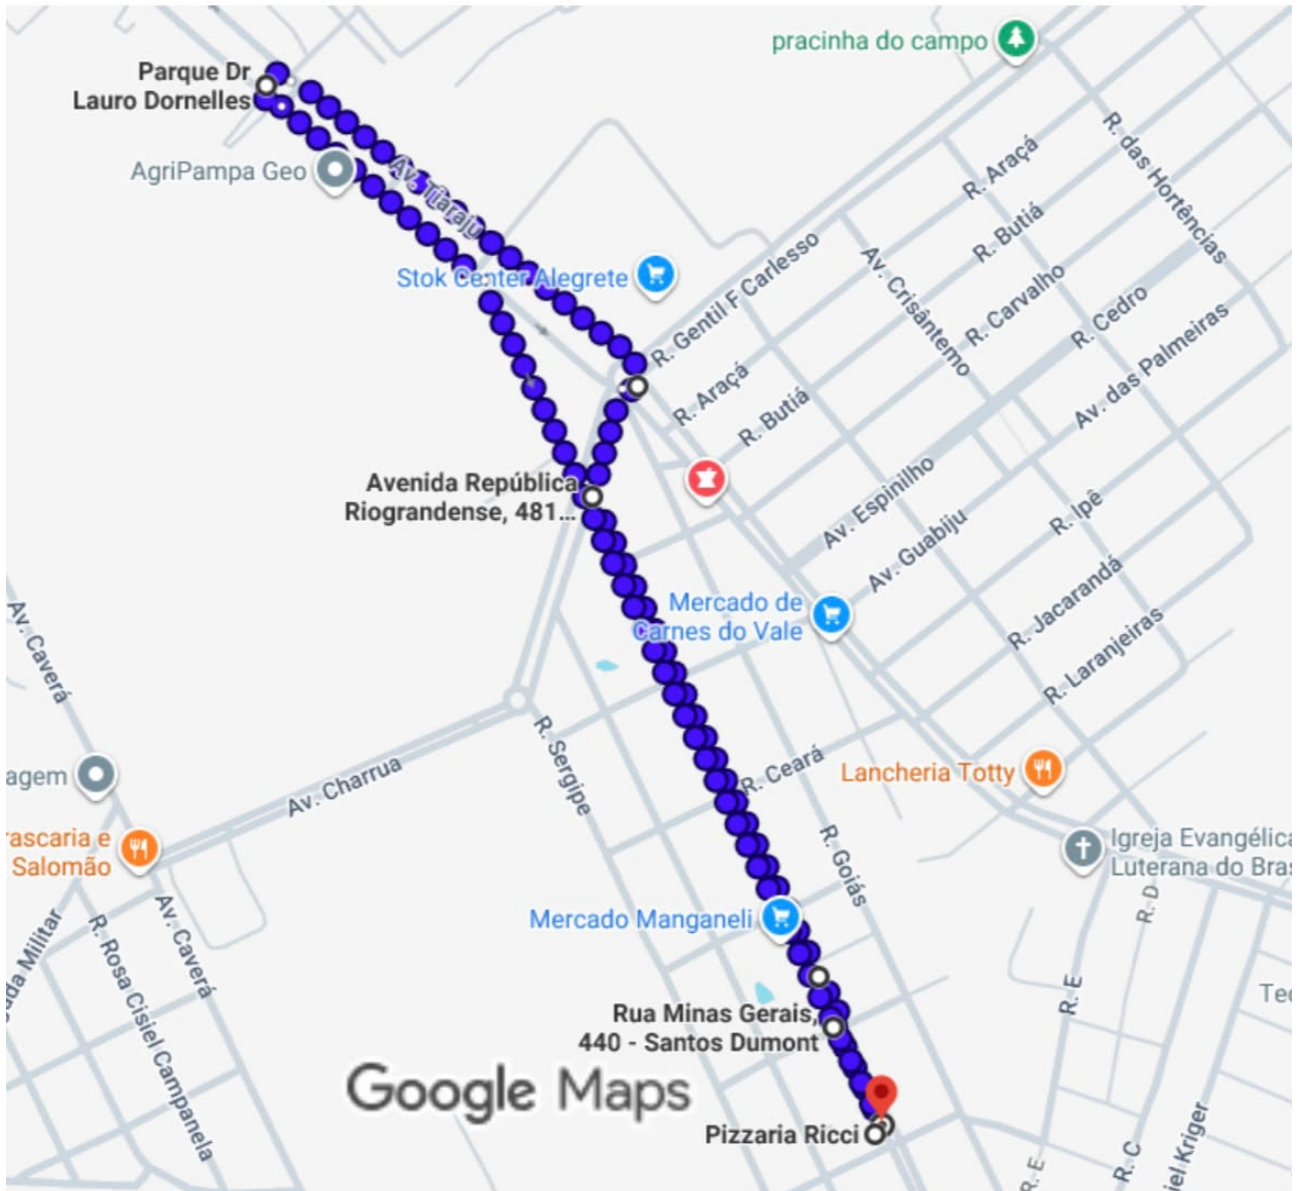 pracinha do campo
Parque Dr
Lauro Dornelles
AgriPampa Geo
Av. Tiarajú
R. das Hortências
R. Araçá
R. Butiá
Av. Crisântemo
R. Carvalho
R. Gentil F Carlesso
Stok Center Alegrete
R. Cedro
Av. das Palmeiras
R. Araçá
R. Butiá
Avenida República
Riograndense, 481...
Av. Espinilho
Av. Guabiju
R. Ipê
R. Jacarandá
R. Laranjeiras
Mercado de
Carnes do Vale
Av. Caverá
R. Sergipe
R. Ceará
Lancheria Totty
agem
Av. Charrua
rascaria e
Salomão
R. Goiás
Igreja Evangélica
Luterana do Bras
R. D
Mercado Manganeli
Av. Caverá
R. Rosa Cisiel Campanela
uda Militar
R. E
Tec
Rua Minas Gerais,
440 - Santos Dumont
Google Maps
Pizzaria Ricci
R. E
R. C
iel Kriger